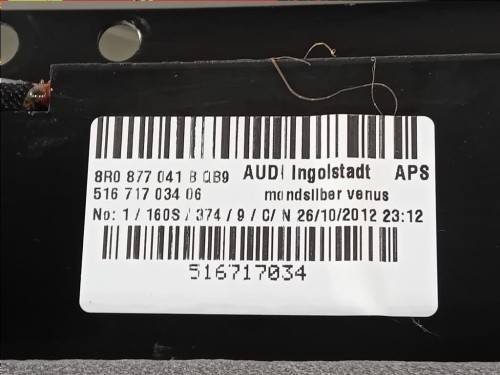 8R0 877 041 B QB9 AUDI Ingolstadt APS
516 717 034 06 mondsilber venus
No: 1 / 160S / 374 / 9 / C/ N 26/10/2012 23:12
516717034